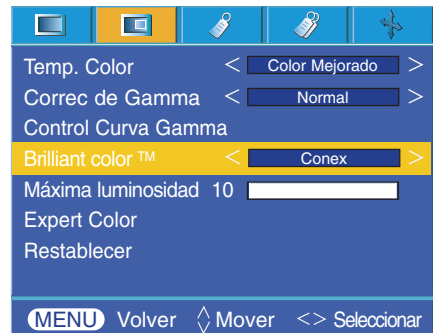 Temp. Color < Color Mejorado >
Correc de Gamma < Normal >
Control Curva Gamma
Brilliant color ™ < Conex >
Máxima luminosidad 10
Expert Color
Restablecer
MENU Volver Mover <> Seleccionar